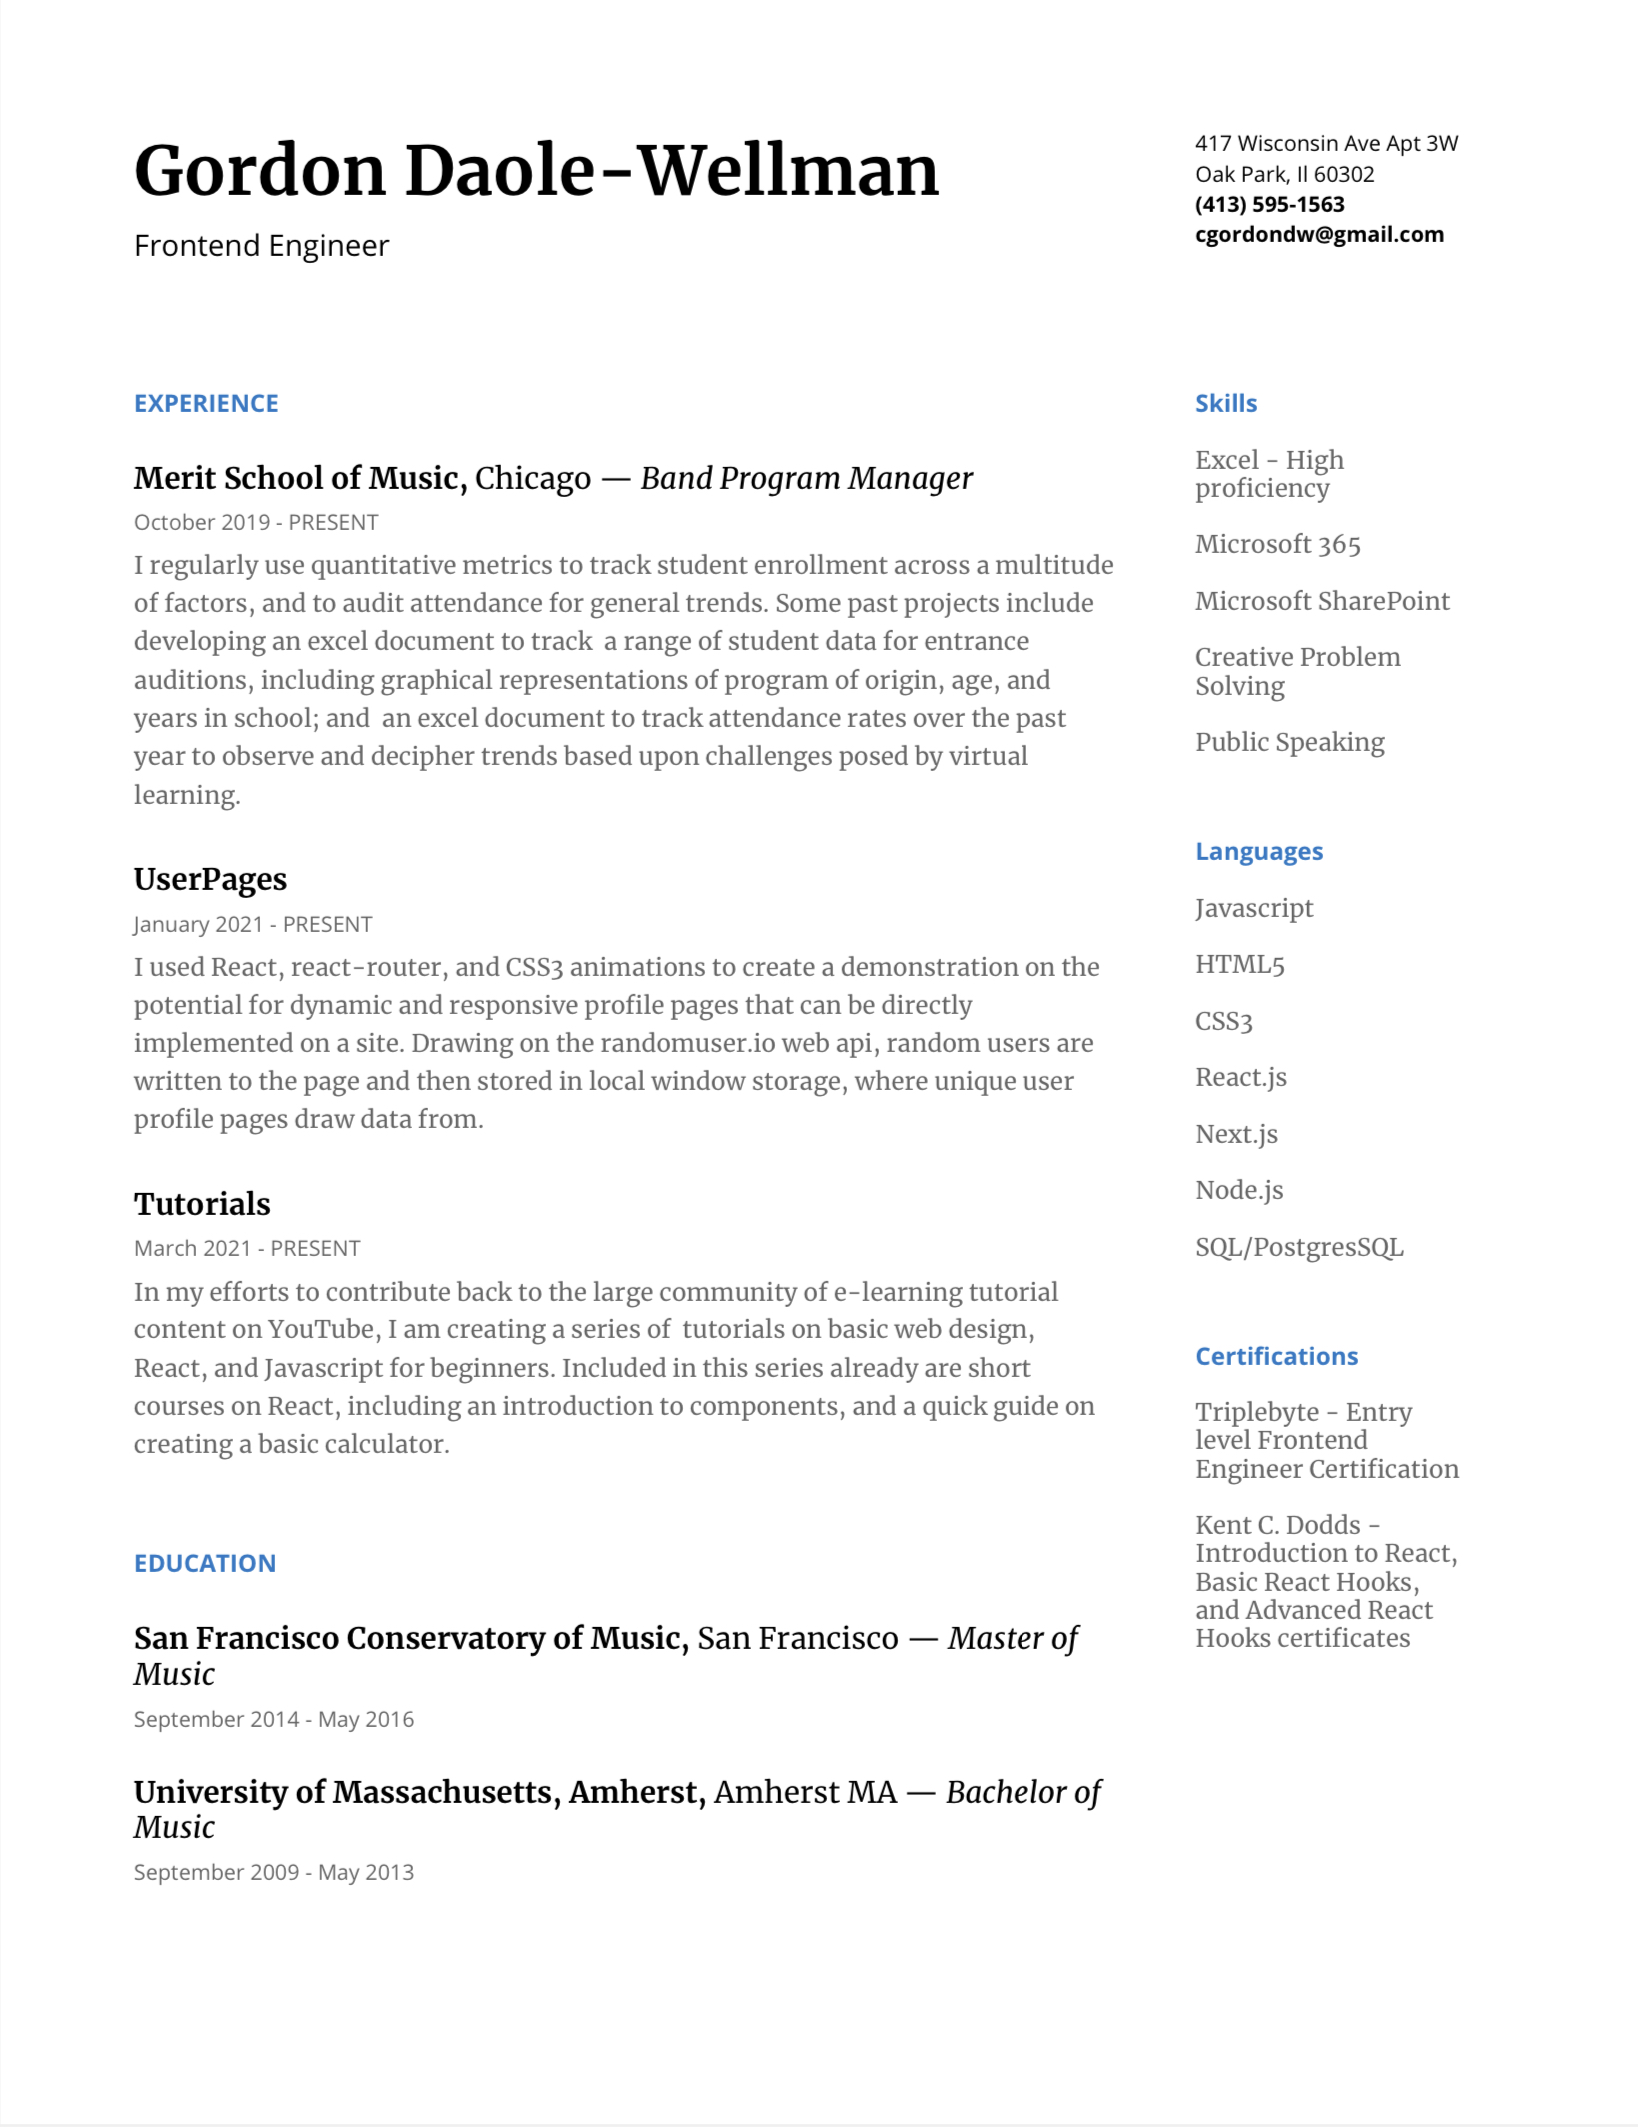 Gordon Daole-Wellman
Frontend Engineer
417 Wisconsin Ave Apt 3W
Oak Park, Il 60302
(413) 595-1563
cgordondw@gmail.com
EXPERIENCE
Merit School of Music, Chicago — Band Program Manager
October 2019 - PRESENT
I regularly use quantitative metrics to track student enrollment across a multitude
of factors, and to audit attendance for general trends. Some past projects include
developing an excel document to track  a range of student data for entrance
auditions, including graphical representations of program of origin, age, and
years in school; and  an excel document to track attendance rates over the past
year to observe and decipher trends based upon challenges posed by virtual
learning.
UserPages
January 2021 - PRESENT
I used React, react-router, and CSS3 animations to create a demonstration on the
potential for dynamic and responsive profile pages that can be directly
implemented on a site. Drawing on the randomuser.io web api, random users are
written to the page and then stored in local window storage, where unique user
profile pages draw data from.
Tutorials
March 2021 - PRESENT
In my efforts to contribute back to the large community of e-learning tutorial
content on YouTube, I am creating a series of  tutorials on basic web design,
React, and Javascript for beginners. Included in this series already are short
courses on React, including an introduction to components, and a quick guide on
creating a basic calculator.
EDUCATION
San Francisco Conservatory of Music, San Francisco — Master of
Music
September 2014 - May 2016
University of Massachusetts, Amherst, Amherst MA — Bachelor of
Music
September 2009 - May 2013
Skills
Excel - High
proficiency
Microsoft 365
Microsoft SharePoint
Creative Problem
Solving
Public Speaking
Languages
Javascript
HTML5
CSS3
React.js
Next.js
Node.js
SQL/PostgresSQL
Certifications
Triplebyte - Entry
level Frontend
Engineer Certification
Kent C. Dodds -
Introduction to React,
Basic React Hooks,
and Advanced React
Hooks certificates